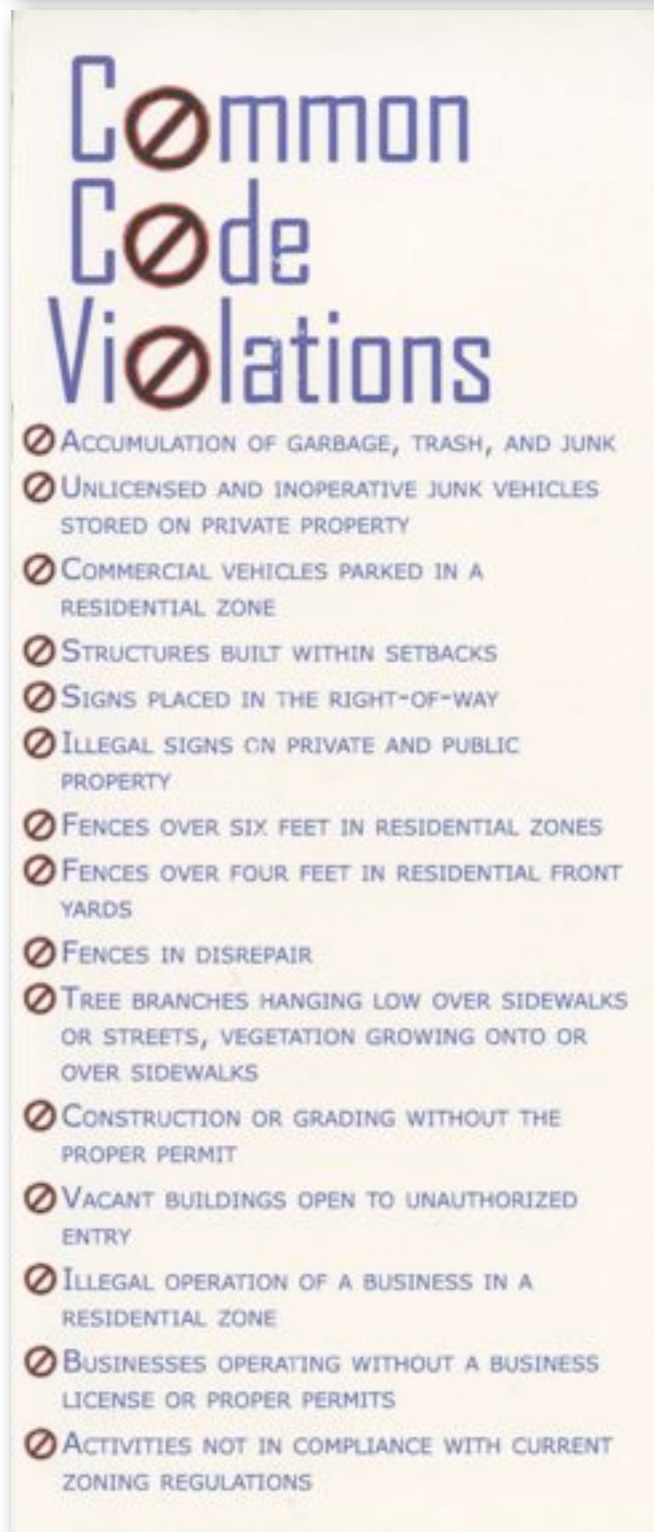 Common
Code
Violations
ACCUMULATION OF GARBAGE, TRASH, AND JUNK
UNLICENSED AND INOPERATIVE JUNK VEHICLES
STORED ON PRIVATE PROPERTY
COMMERCIAL VEHICLES PARKED IN A
RESIDENTIAL ZONE
STRUCTURES BUILT WITHIN SETBACKS
SIGNS PLACED IN THE RIGHT-OF-WAY
ILLEGAL SIGNS ON PRIVATE AND PUBLIC
PROPERTY
FENCES OVER SIX FEET IN RESIDENTIAL ZONES
FENCES OVER FOUR FEET IN RESIDENTIAL FRONT
YARDS
FENCES IN DISREPAIR
TREE BRANCHES HANGING LOW OVER SIDEWALKS
OR STREETS, VEGETATION GROWING ONTO OR
OVER SIDEWALKS
CONSTRUCTION OR GRADING WITHOUT THE
PROPER PERMIT
VACANT BUILDINGS OPEN TO UNAUTHORIZED
ENTRY
ILLEGAL OPERATION OF A BUSINESS IN A
RESIDENTIAL ZONE
BUSINESSES OPERATING WITHOUT A BUSINESS
LICENSE OR PROPER PERMITS
ACTIVITIES NOT IN COMPLIANCE WITH CURRENT
ZONING REGULATIONS